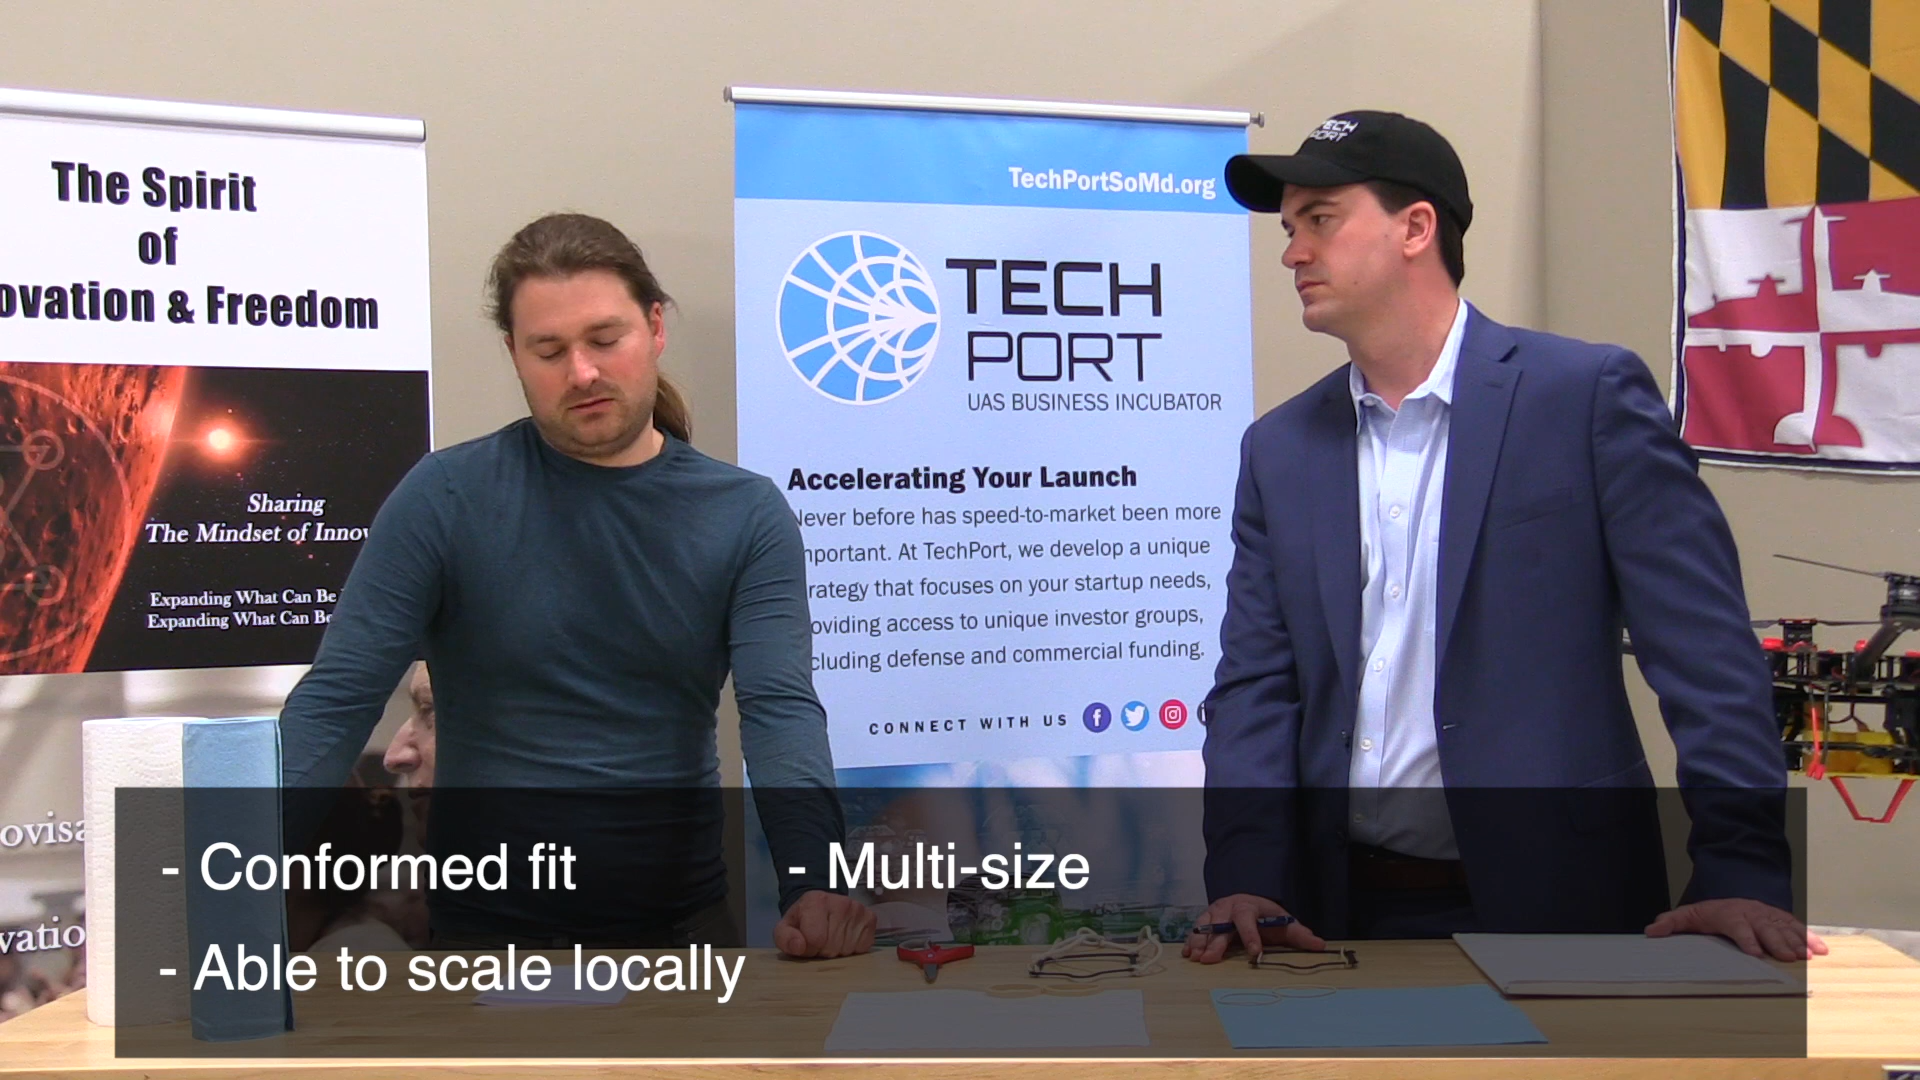 The Spirit
of
ovation & Freedom
Sharing
The Mindset of Innov
Expanding What Can Be
Expanding What Can Be
TechPortSoMd.org
TECH
PORT
UAS BUSINESS INCUBATOR
Accelerating Your Launch
Never before has speed-to-market been more
mportant. At TechPort, we develop a unique
rategy that focuses on your startup needs,
oviding access to unique investor groups,
cluding defense and commercial funding.
CONNECT WITH US
TECH
PORT
ovisa
vatio
- Conformed fit
- Multi-size
- Able to scale locally